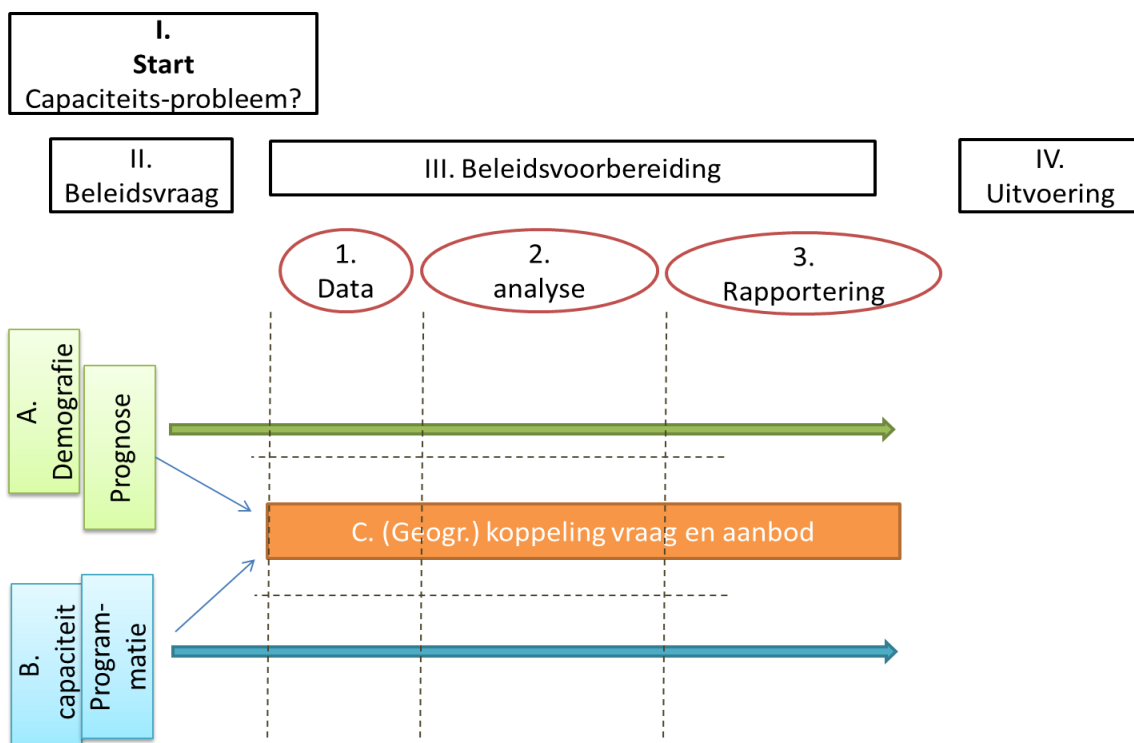 I.
Start
Capaciteits-probleem?
II.
Beleidsvraag
III. Beleidsvoorbereiding
IV.
Uitvoering
1.
Data
2.
analyse
3.
Rapportering
A.
Demografie
Prognose
C. (Geogr.) koppeling vraag en aanbod
B.
capaciteit
Program-
matie